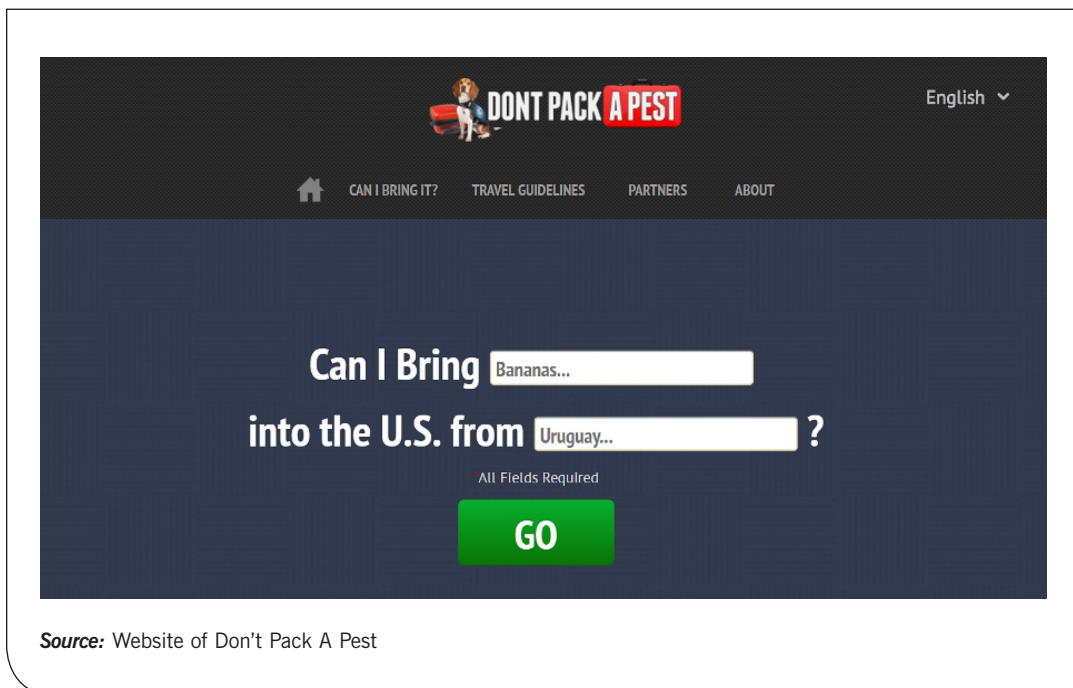 DONT PACK A PEST
English
CAN I BRING IT? TRAVEL GUIDELINES PARTNERS ABOUT
Can I Bring Bananas...
into the U.S. from Uruguay... ?
*All Fields Required
GO
Source: Website of Don't Pack A Pest